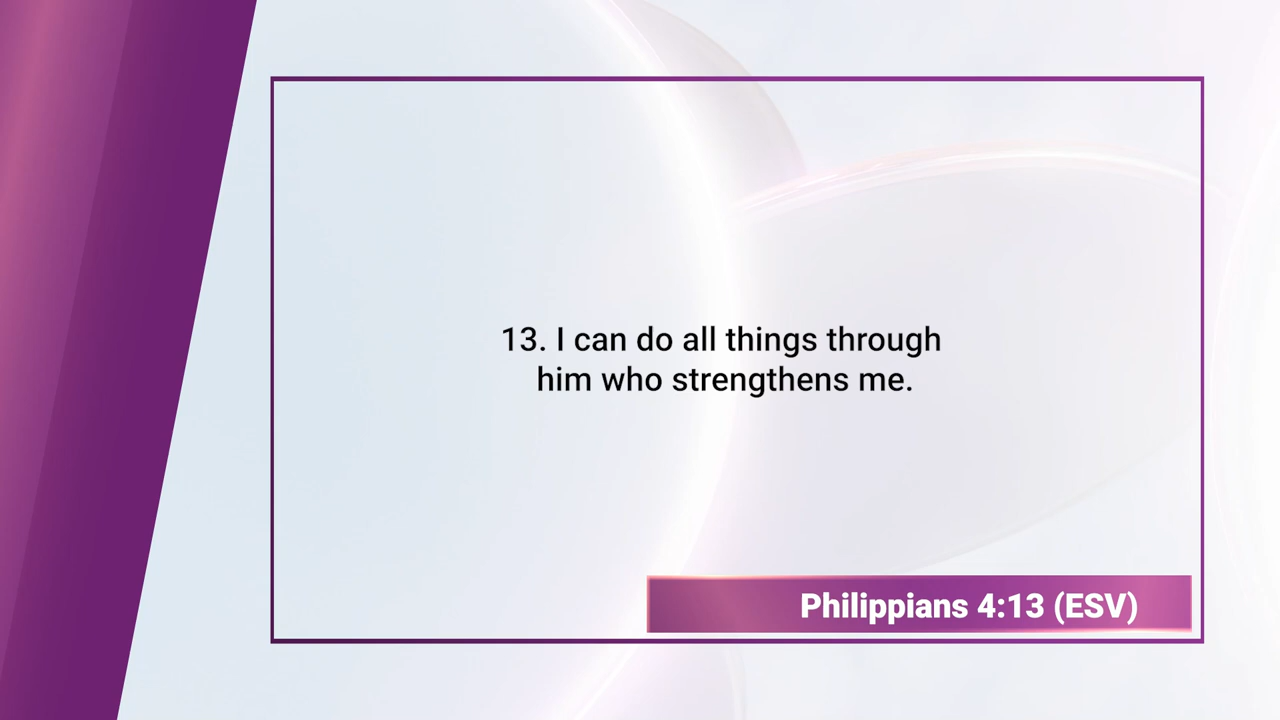 13. I can do all things through
him who strengthens me.
Philippians 4:13 (ESV)